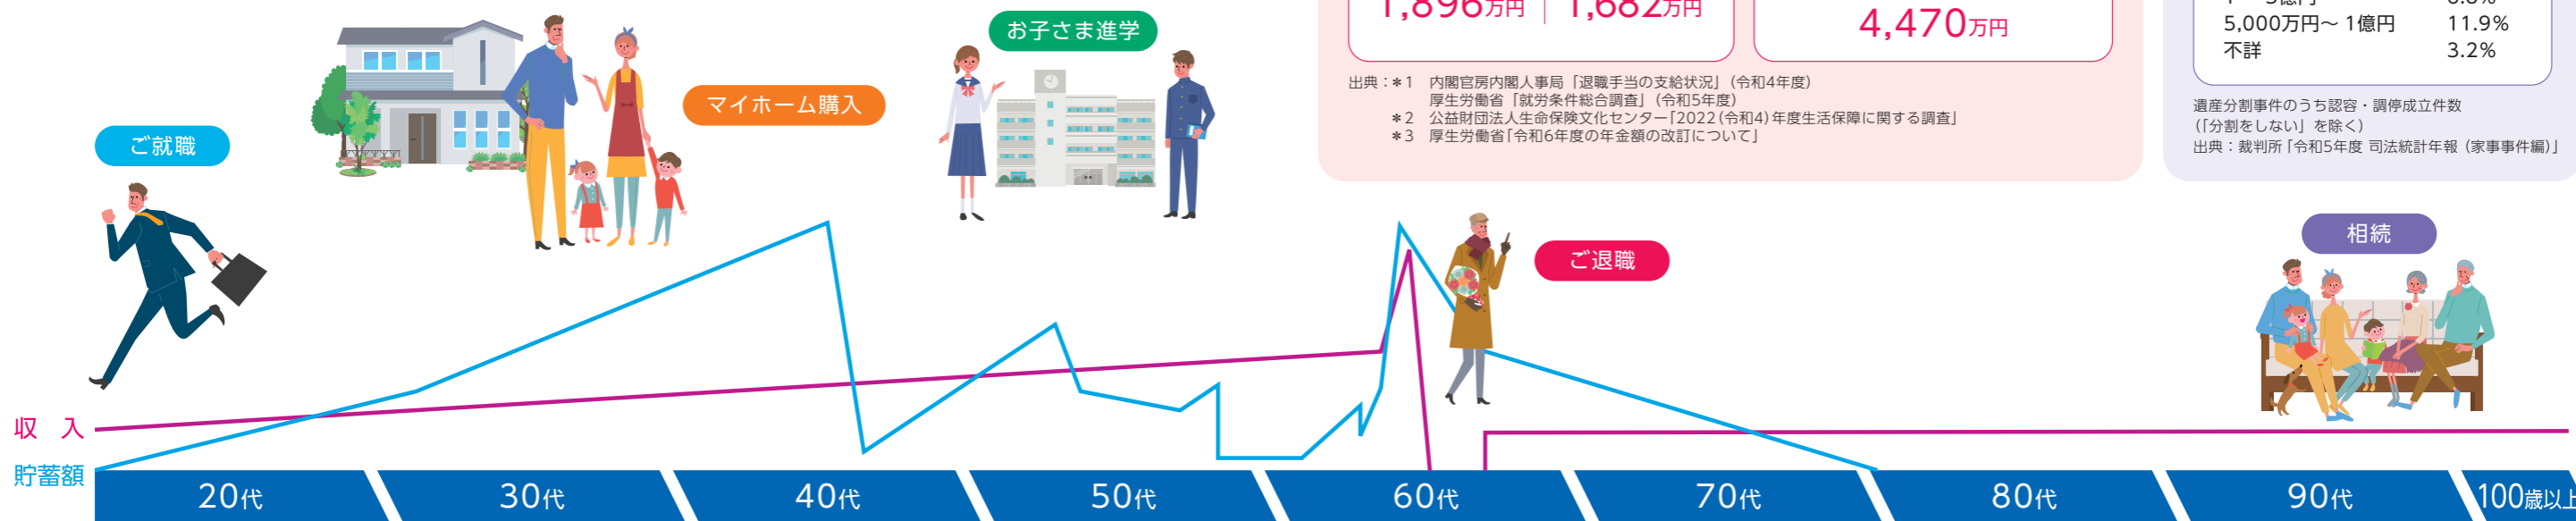 ご就職
マイホーム購入
お子さま進学
1,896万円 1,682万円
4,470万円
出典：＊1 内閣官房内閣人事局「退職手当の支給状況」（令和4年度）
厚生労働省「就労条件総合調査」（令和5年度）
＊2 公益財団法人生命保険文化センター「2022（令和4）年度生活保障に関する調査」
＊3 厚生労働省「令和6年度の年金額の改訂について」
5,000万円～1億円 11.9%
不詳 3.2%
遺産分割事件のうち認容・調停成立件数
（「分割をしない」を除く）
出典：裁判所「令和5年度 司法統計年報（家事事件編）」
ご退職
相続
収 入
貯蓄額
20代 30代 40代 50代 60代 70代 80代 90代 100歳以上